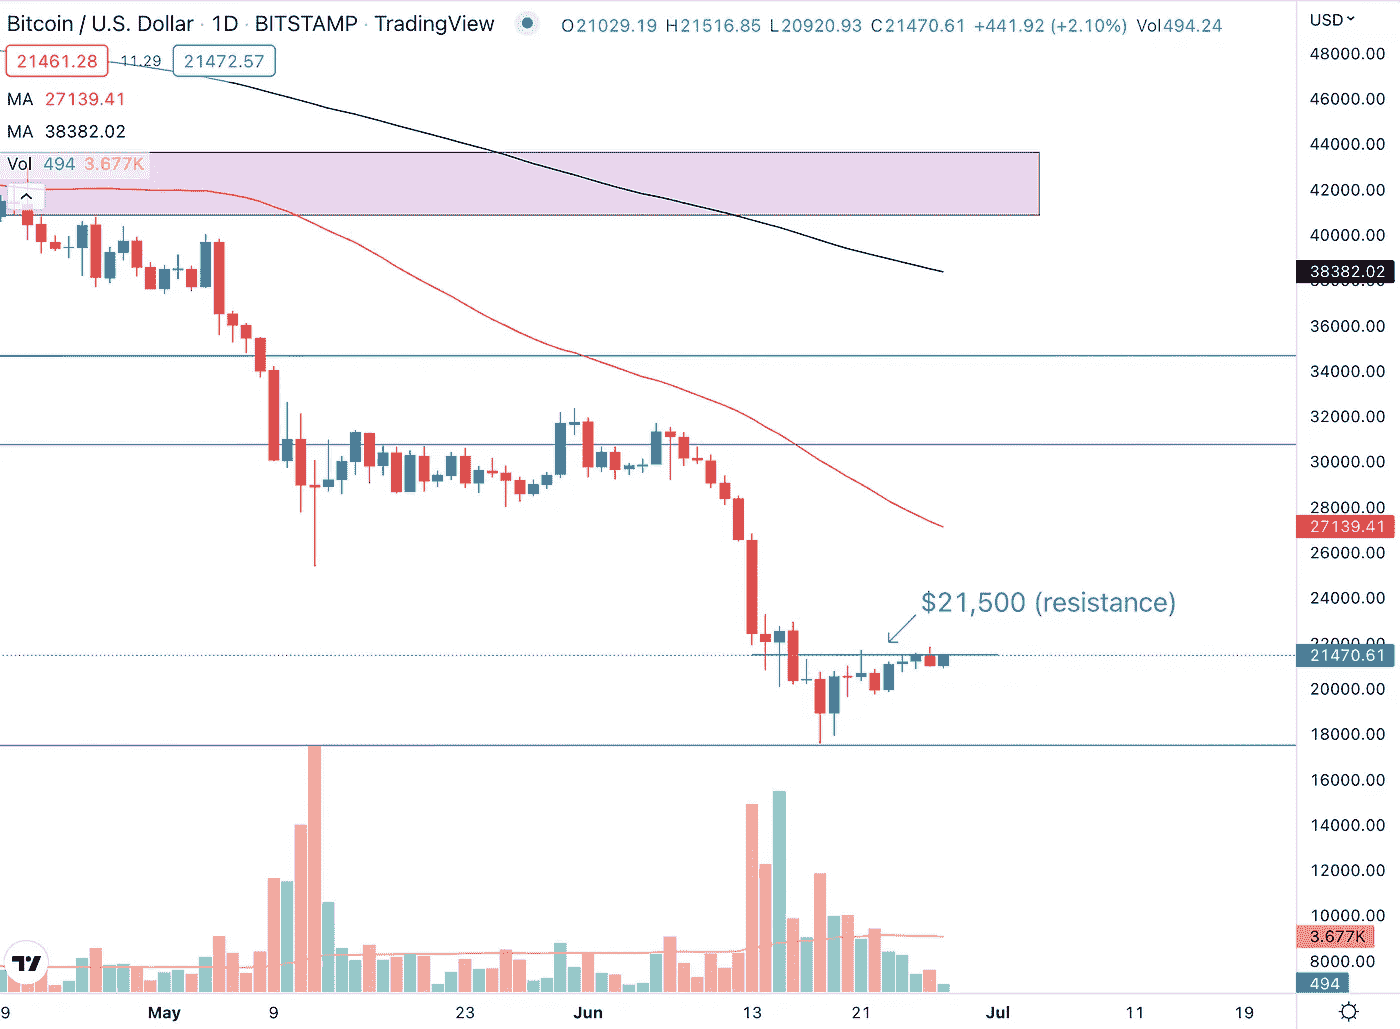 Bitcoin / U.S. Dollar · 1D · BITSTAMP · TradingView O21029.19 H21516.85 L20920.93 C21470.61 +441.92 (+2.10%) Vol494.24
USD
21461.28 11.29 21472.57
MA 27139.41
MA 38382.02
Vol 494 3.677K
48000.00
46000.00
44000.00
42000.00
40000.00
38382.02
38000.00
36000.00
34000.00
32000.00
30000.00
28000.00
27139.41
26000.00
24000.00
$21,500 (resistance)
22000.00
21470.61
20000.00
18000.00
16000.00
14000.00
12000.00
10000.00
3.677K
8000.00
494
9 May 9 23 Jun 13 21 Jul 11 19